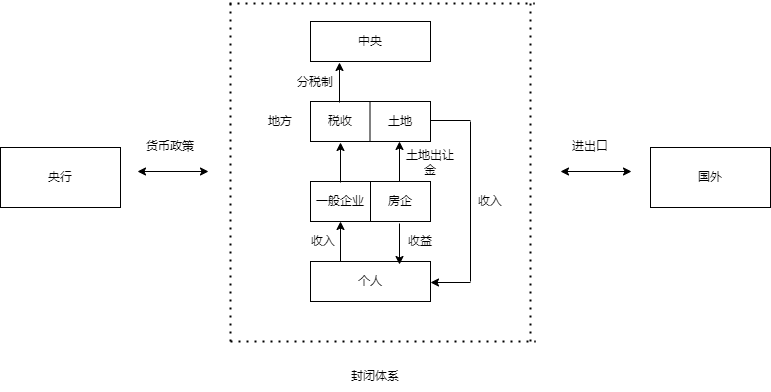 中央
分税制
地方
税收
土地
货币政策
进出口
土地出让
金
央行
国外
一般企业
房企
收入
收入
收益
个人
封闭体系